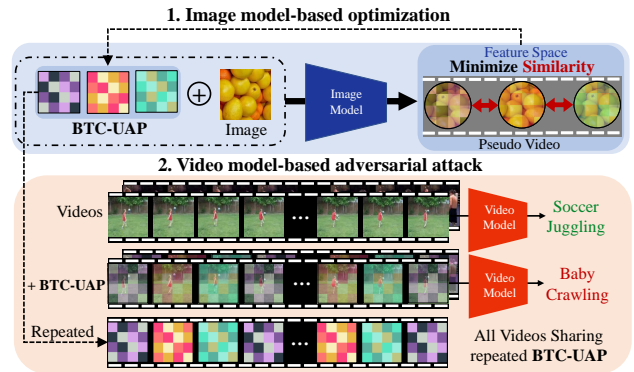 1. Image model-based optimization
BTC-UAP
Image
Image
Model
Feature Space
Minimize Similarity
Pseudo Video
2. Video model-based adversarial attack
Videos
Video
Model
Soccer
Juggling
+ BTC-UAP
Video
Model
Baby
Crawling
Repeated
All Videos Sharing
repeated BTC-UAP